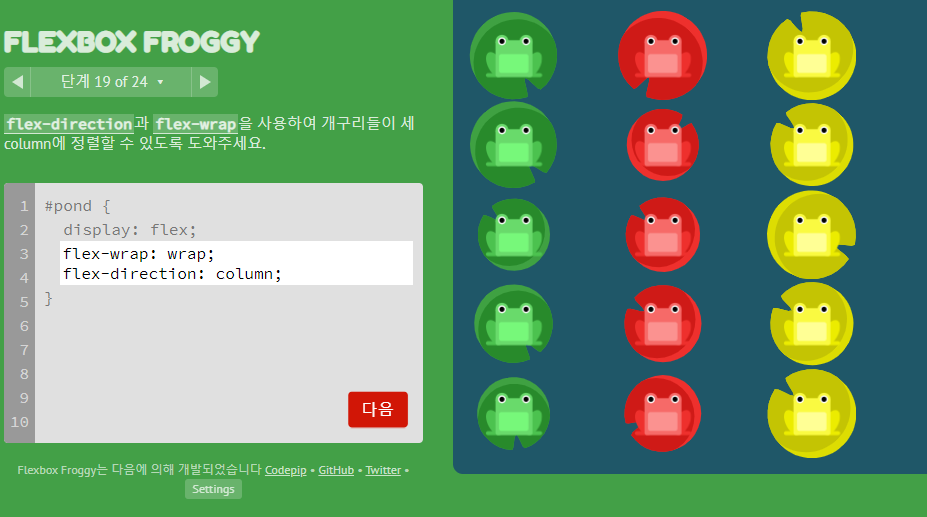 FLEXBOX FROGGY
◀ 단계 19 of 24 ▾ ▶
flex-direction과 flex-wrap을 사용하여 개구리들이 세
column에 정렬할 수 있도록 도와주세요.
1 #pond {
2 display: flex;
3 flex-wrap: wrap;
4 flex-direction: column;
5 }
6
7
8
9
10
다음
Flexbox Froggy는 다음에 의해 개발되었습니다 Codepip • GitHub • Twitter •
Settings